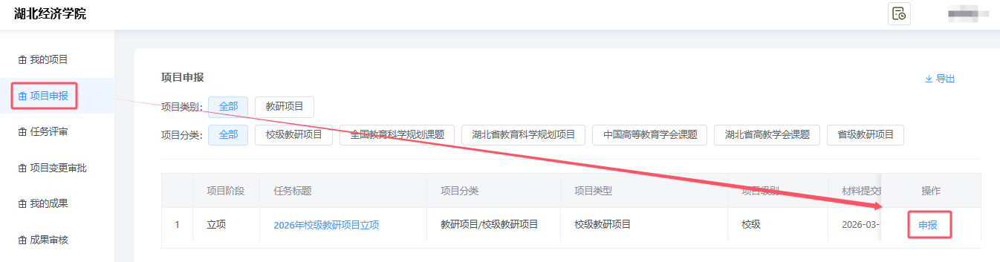 湖北经济学院
我的项目
项目申报
任务评审
项目变更审批
我的成果
成果审核
项目申报
导出
项目类别： 全部 教研项目
项目分类： 全部 校级教研项目 全国教育科学规划课题 湖北省教育科学规划项目 中国高等教育学会课题 湖北省高教学会课题 省级教研项目
项目阶段 任务标题 项目分类 项目类型 项目级别 材料提交 操作
1 立项 2026年校级教研项目立项 教研项目/校级教研项目 校级教研项目 校级 2026-03- 申报